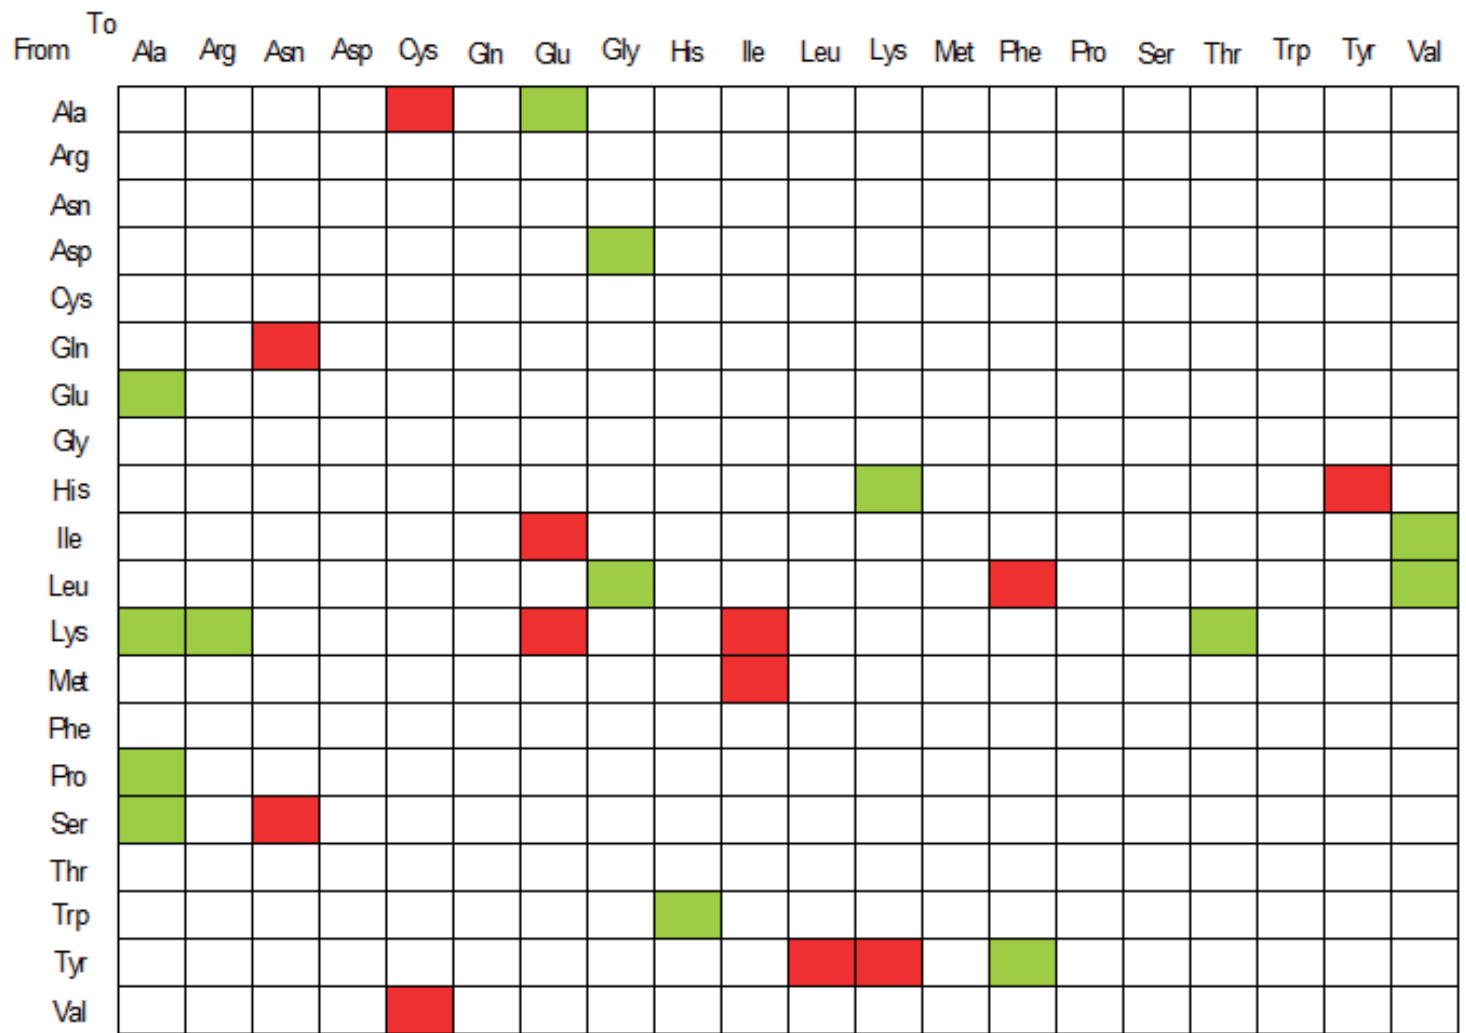 To
From Ala Arg Asn Asp Cys Gln Glu Gly His Ile Leu Lys Met Phe Pro Ser Thr Trp Tyr Val
Ala
Arg
Asn
Asp
Cys
Gln
Glu
Gly
His
Ile
Leu
Lys
Met
Phe
Pro
Ser
Thr
Trp
Tyr
Val